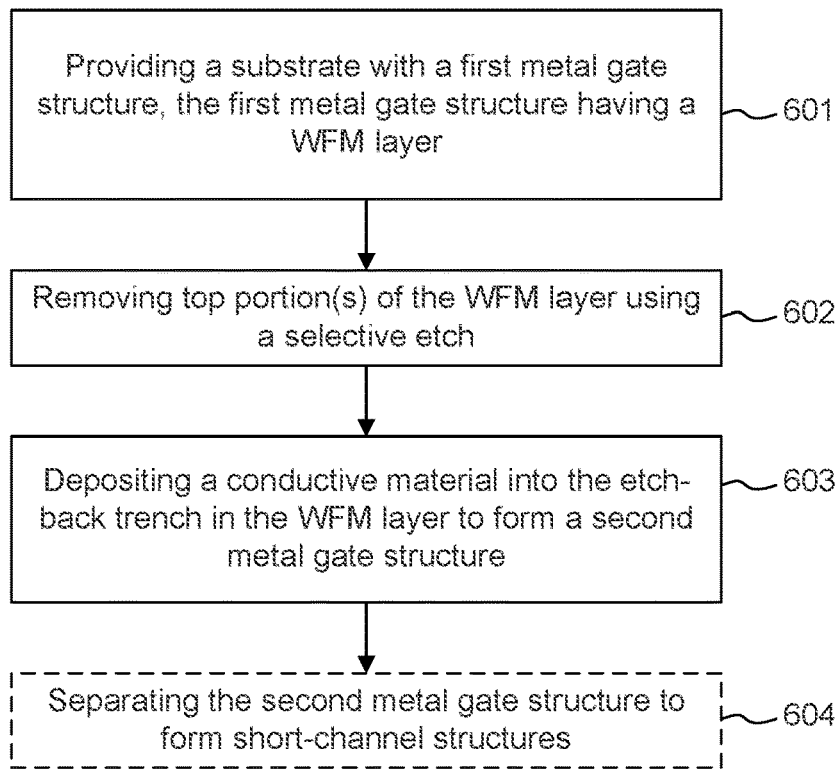 Providing a substrate with a first metal gate
structure, the first metal gate structure having a
WFM layer
601
Removing top portion(s) of the WFM layer using
a selective etch
602
Depositing a conductive material into the etch-
back trench in the WFM layer to form a second
metal gate structure
603
Separating the second metal gate structure to
form short-channel structures
604